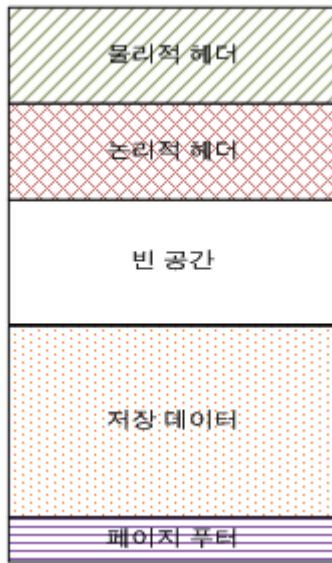 물리적 헤더
논리적 헤더
빈 공간
저장 데이터
페이지 푸터